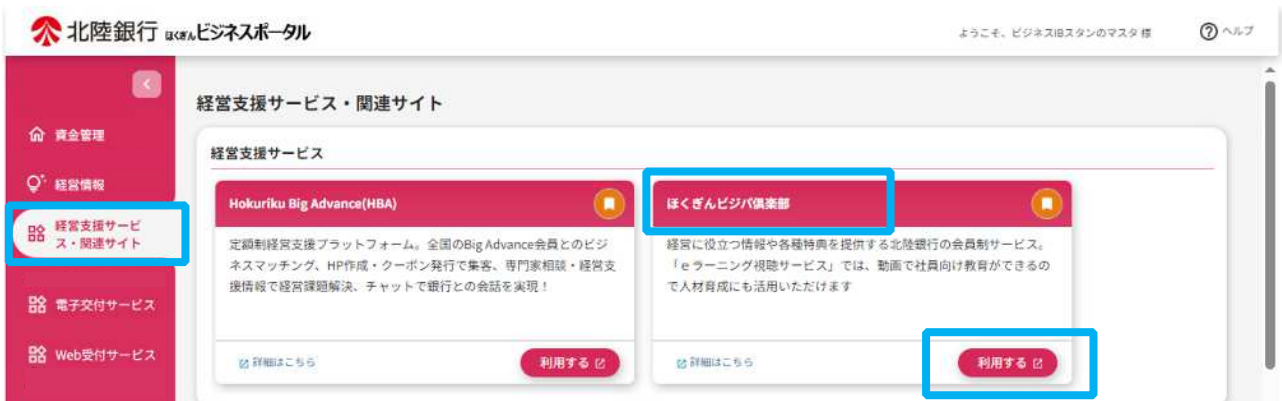 北陸銀行 ほくぎんビジネスポータル
ようこそ、ビジネスIBスタンのマスタ 様
ヘルプ
資金管理
経営情報
経営支援サービ
ス・関連サイト
電子交付サービス
Web受付サービス
経営支援サービス・関連サイト
経営支援サービス
Hokuriku Big Advance(HBA)
定額制経営支援プラットフォーム。全国のBig Advance会員とのビジ
ネスマッチング、HP作成・クーポン発行で集客、専門家相談・経営支
援情報で経営課題解決、チャットで銀行との会話を実現！
詳細はこちら
利用する
ほくぎんビジパ倶楽部
経営に役立つ情報や各種特典を提供する北陸銀行の会員制サービス。
「eラーニング視聴サービス」では、動画で社員向け教育ができるの
で人材育成にも活用いただけます
詳細はこちら
利用する